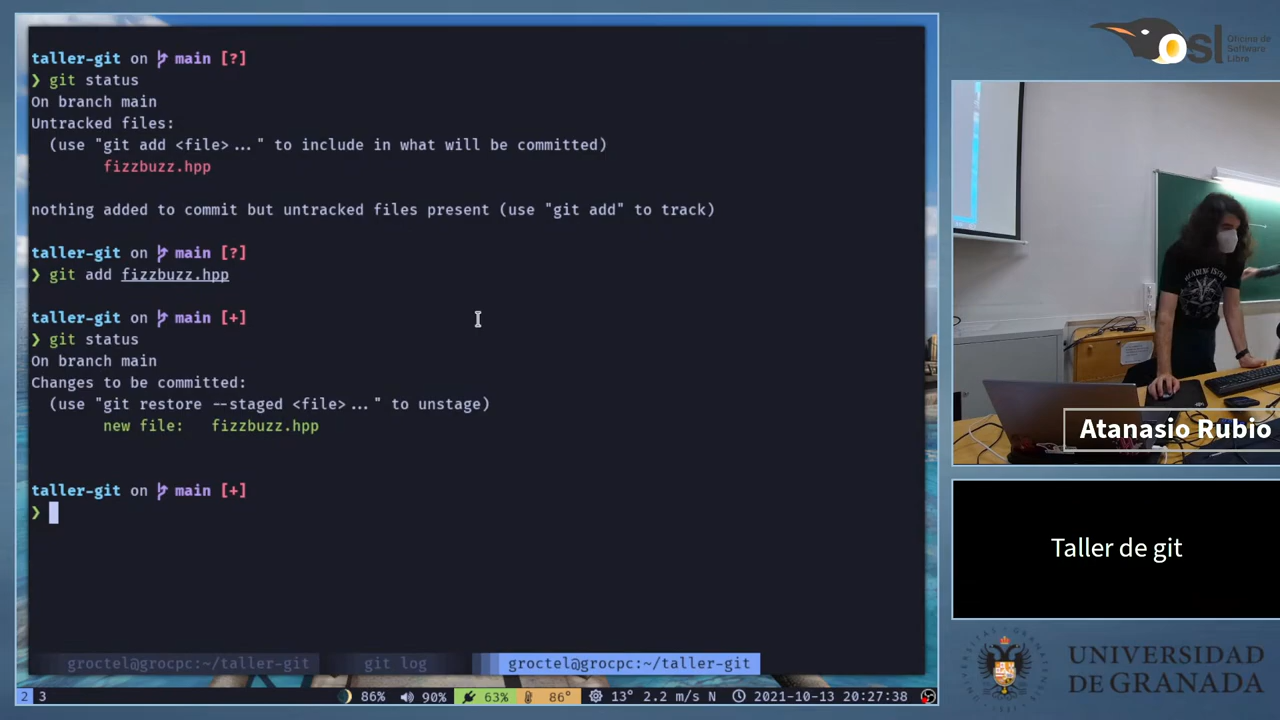 taller-git on main [?]
❯ git status
On branch main
Untracked files:
(use "git add <file>..." to include in what will be committed)
fizzbuzz.hpp
nothing added to commit but untracked files present (use "git add" to track)
taller-git on main [?]
❯ git add fizzbuzz.hpp
taller-git on main [+]
❯ git status
On branch main
Changes to be committed:
(use "git restore --staged <file>..." to unstage)
new file: fizzbuzz.hpp
taller-git on main [+]
❯
groctel@grocpc:~/taller-git git log groctel@grocpc:~/taller-git
2 3 86% 90% 63% 86° 13° 2.2 m/s N 2021-10-13 20:27:38
osl
Oficina de
Software
Libre
Atanasio Rubio
Taller de git
UNIVERSIDAD
DE GRANADA